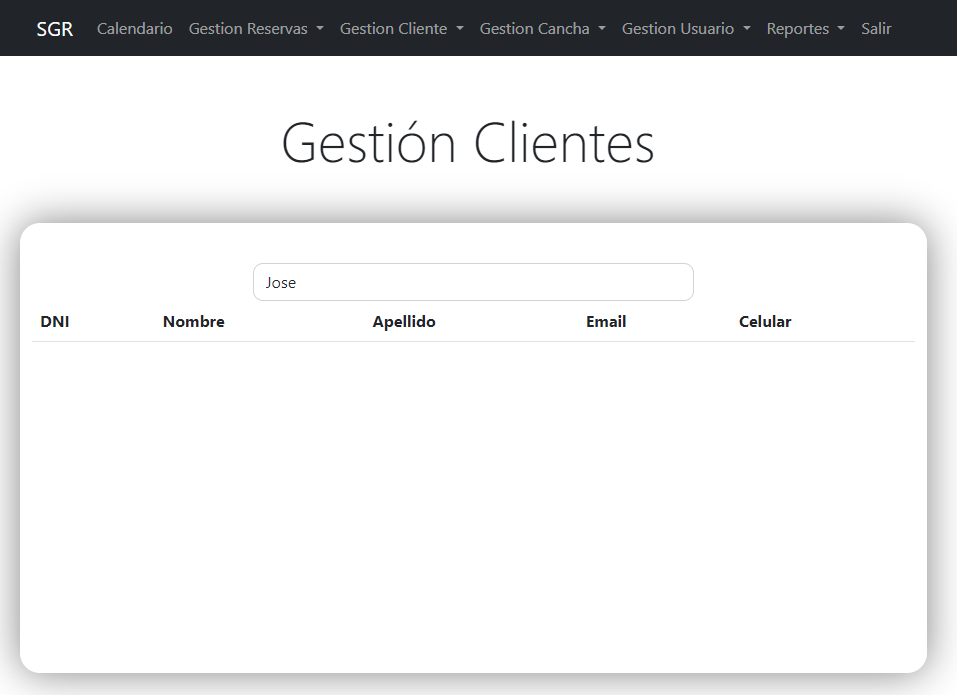 SGR Calendario Gestion Reservas Gestion Cliente Gestion Cancha Gestion Usuario Reportes Salir
Gestión Clientes
Jose
DNI Nombre Apellido Email Celular